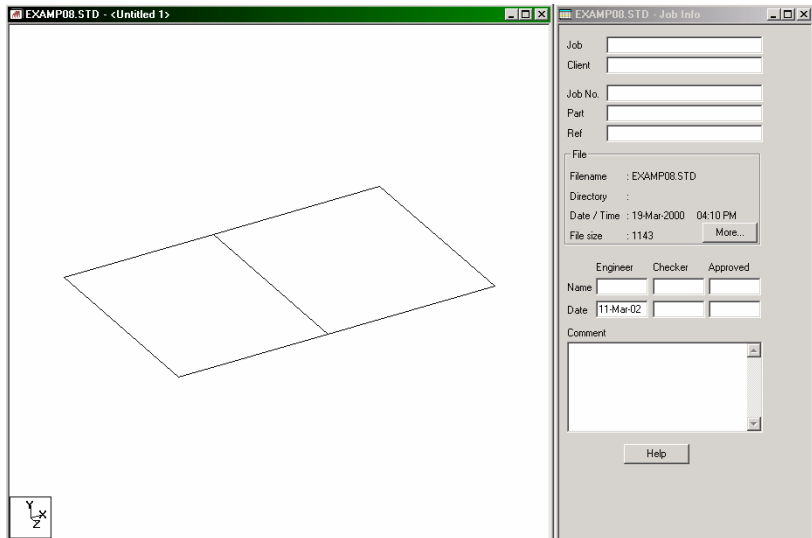 EXAMP08.STD - <Untitled 1>
EXAMP08.STD - Job Info
Job
Client
Job No.
Part
Ref
File
Filename : EXAMP08.STD
Directory :
Date / Time : 19-Mar-2000 04:10 PM
File size : 1143
More...
Engineer Checker Approved
Name
Date 11-Mar-02
Comment
Help
Y
X
Z